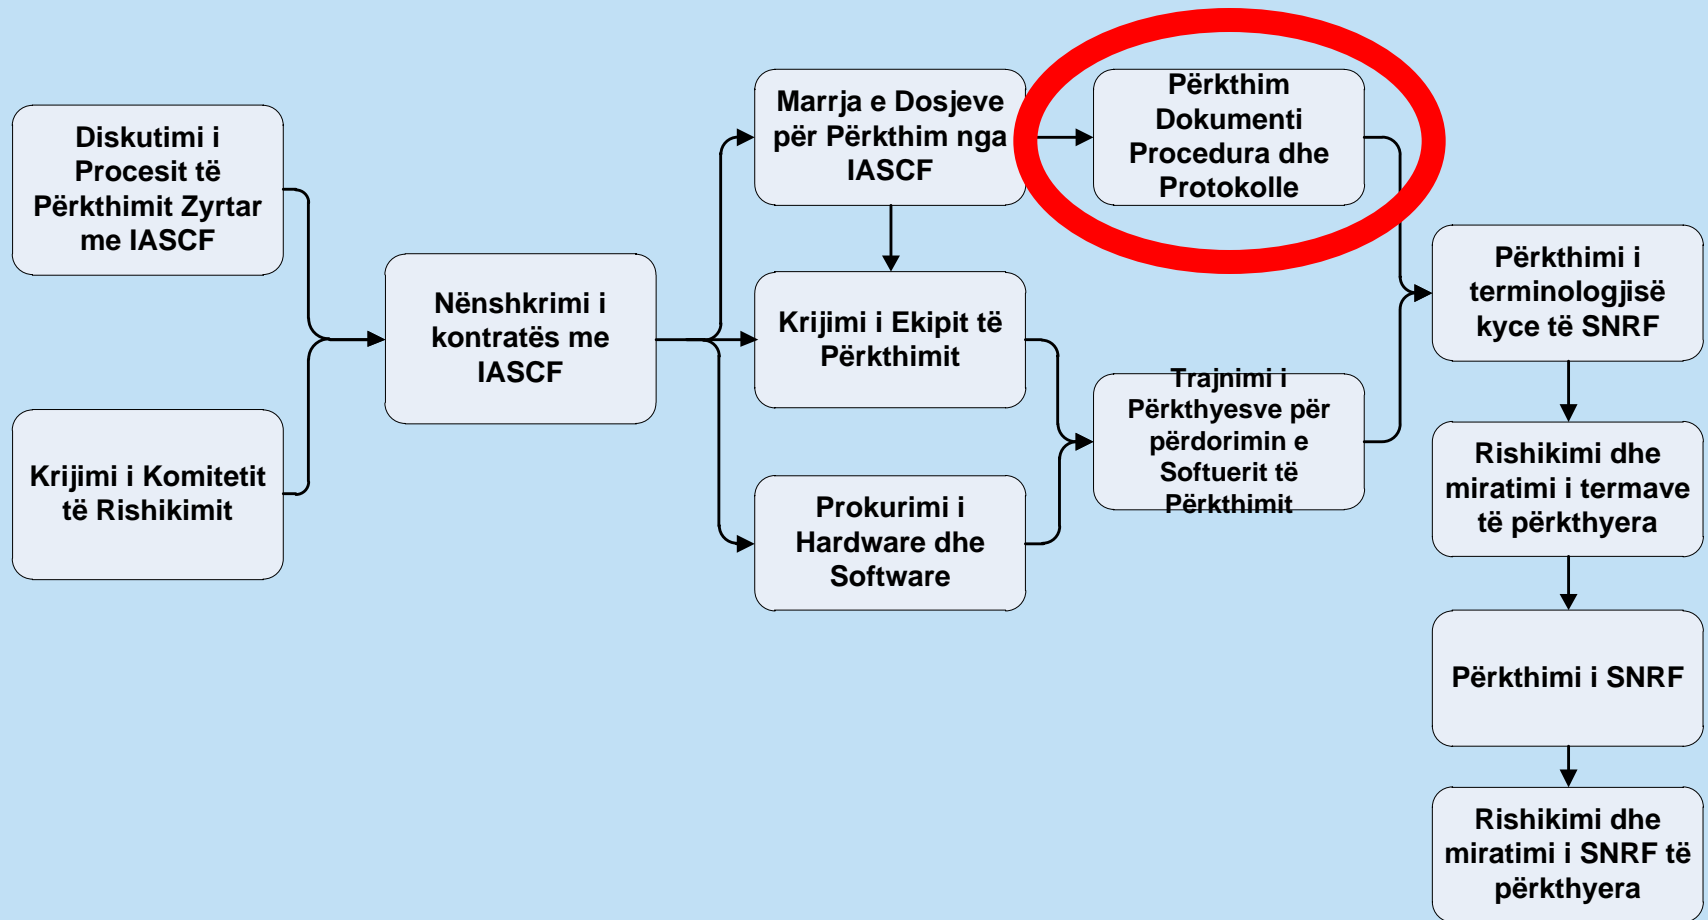 Diskutimi i
Procesit të
Përkthimit Zyrtar
me IASCF
Krijimi i Komitetit
të Rishikimit
Nënshkrimi i
kontratës me
IASCF
Marrja e Dosjeve
për Përkthim nga
IASCF
Krijimi i Ekipit të
Përkthimit
Prokurimi i
Hardware dhe
Software
Përkthim
Dokumenti
Procedura dhe
Protokolle
Trajnimi i
Përkthyesve për
përdorimin e
Softuerit të
Përkthimit
Përkthimi i
terminologjisë
kyce të SNRF
Rishikimi dhe
miratimi i termave
të përkthyera
Përkthimi i SNRF
Rishikimi dhe
miratimi i SNRF të
përkthyera